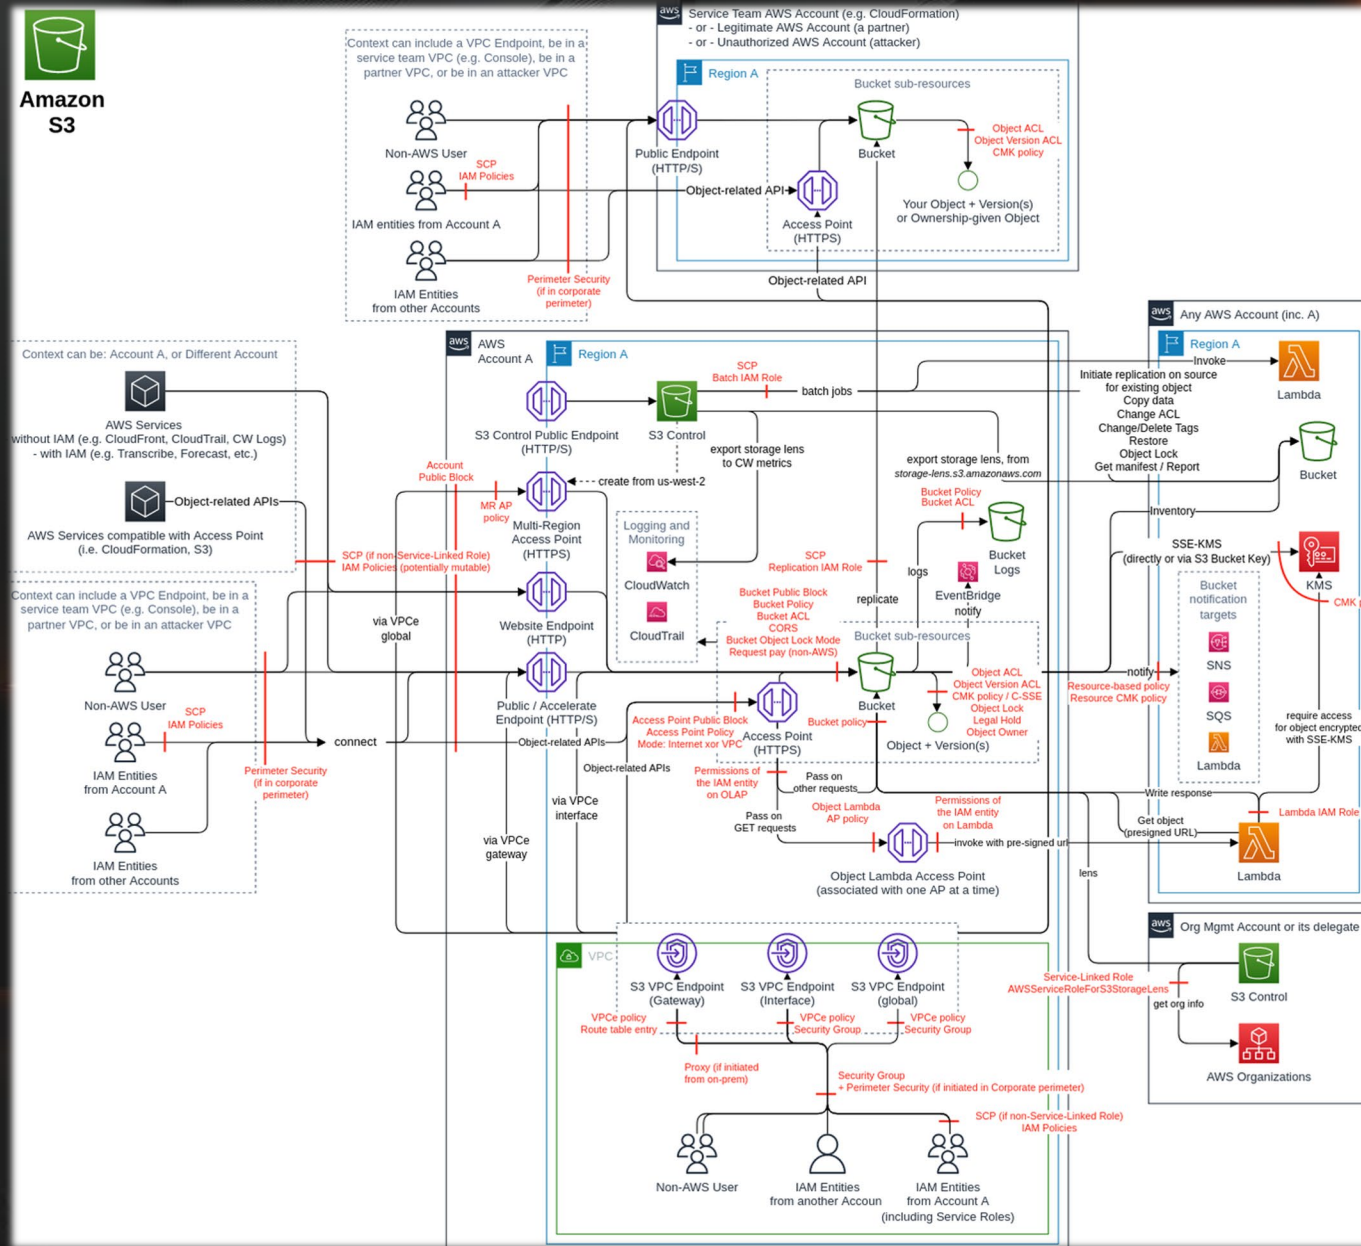 Amazon
S3
Context can include a VPC Endpoint, be in a
service team VPC (e.g. Console), be in a
partner VPC, or be in an attacker VPC
Non-AWS User
SCP
IAM Policies
IAM entities from Account A
IAM Entities
from other Accounts
Perimeter Security
(if in corporate
perimeter)
aws
Service Team AWS Account (e.g. CloudFormation)
- or - Legitimate AWS Account (a partner)
- or - Unauthorized AWS Account (attacker)
Region A
Bucket sub-resources
Public Endpoint
(HTTP/S)
Bucket
Object ACL
Object Version ACL
CMK policy
Object-related API
Access Point
(HTTPS)
Your Object + Version(s)
or Ownership-given Object
Object-related API
Context can be: Account A, or Different Account
AWS Services
without IAM (e.g. CloudFront, CloudTrail, CW Logs)
- with IAM (e.g. Transcribe, Forecast, etc.)
Object-related APIs
AWS Services compatible with Access Point
(i.e. CloudFormation, S3)
SCP (if non-Service-Linked Role)
IAM Policies (potentially mutable)
Context can include a VPC Endpoint, be in a
service team VPC (e.g. Console), be in a
partner VPC, or be in an attacker VPC
Non-AWS User
SCP
IAM Policies
IAM Entities
from Account A
Perimeter Security
(if in corporate
perimeter)
IAM Entities
from other Accounts
connect
via VPCe
global
Account
Public Block
MR AP
policy
aws
AWS
Account A
Region A
S3 Control Public Endpoint
(HTTP/S)
S3 Control
SCP
Batch IAM Role
batch jobs
export storage lens
to CW metrics
export storage lens, from
storage-lens.s3.amazonaws.com
create from us-west-2
Multi-Region
Access Point
(HTTPS)
Logging and
Monitoring
CloudWatch
CloudTrail
Website Endpoint
(HTTP)
Public / Accelerate
Endpoint (HTTP/S)
Object-related APIs
Object-related APIs
via VPCe
interface
via VPCe
gateway
SCP
Replication IAM Role
replicate
Bucket Policy
Bucket ACL
Bucket
Logs
logs
EventBridge
notify
Bucket Public Block
Bucket Policy
Bucket ACL
CORS
Bucket Object Lock Mode
Request pay (non-AWS)
Bucket sub-resources
Bucket
Object ACL
Object Version ACL
CMK policy / C-SSE
Object Lock
Legal Hold
Object Owner
Object + Version(s)
Bucket policy
Access Point Public Block
Access Point Policy
Mode: Internet xor VPC
Access Point
(HTTPS)
Permissions of
the IAM entity
on OLAP
Pass on
other requests
Pass on
GET requests
Object Lambda
AP policy
Permissions of
the IAM entity
on Lambda
invoke with pre-signed url
Object Lambda Access Point
(associated with one AP at a time)
aws
Any AWS Account (inc. A)
Region A
Invoke
Lambda
Initiate replication on source
for existing object
Copy data
Change ACL
Change/Delete Tags
Restore
Object Lock
Get manifest / Report
Bucket
Inventory
SSE-KMS
(directly or via S3 Bucket Key)
KMS
CMK
Bucket
notification
targets
SNS
SQS
Lambda
notify
Resource-based policy
Resource CMK policy
require access
for object encrypted
with SSE-KMS
Write response
Lambda IAM Role
Get object
(presigned URL)
Lambda
lens
aws
Org Mgmt Account or its delegate
S3 Control
Service-Linked Role
AWSServiceRoleForS3StorageLens
get org info
AWS Organizations
VPC
S3 VPC Endpoint
(Gateway)
S3 VPC Endpoint
(Interface)
S3 VPC Endpoint
(global)
VPCe policy
Route table entry
VPCe policy
Security Group
VPCe policy
Security Group
Proxy (if initiated
from on-prem)
Security Group
+ Perimeter Security (if initiated in Corporate perimeter)
SCP (if non-Service-Linked Role)
IAM Policies
Non-AWS User
IAM Entities
from another Accoun
IAM Entities
from Account A
(including Service Roles)